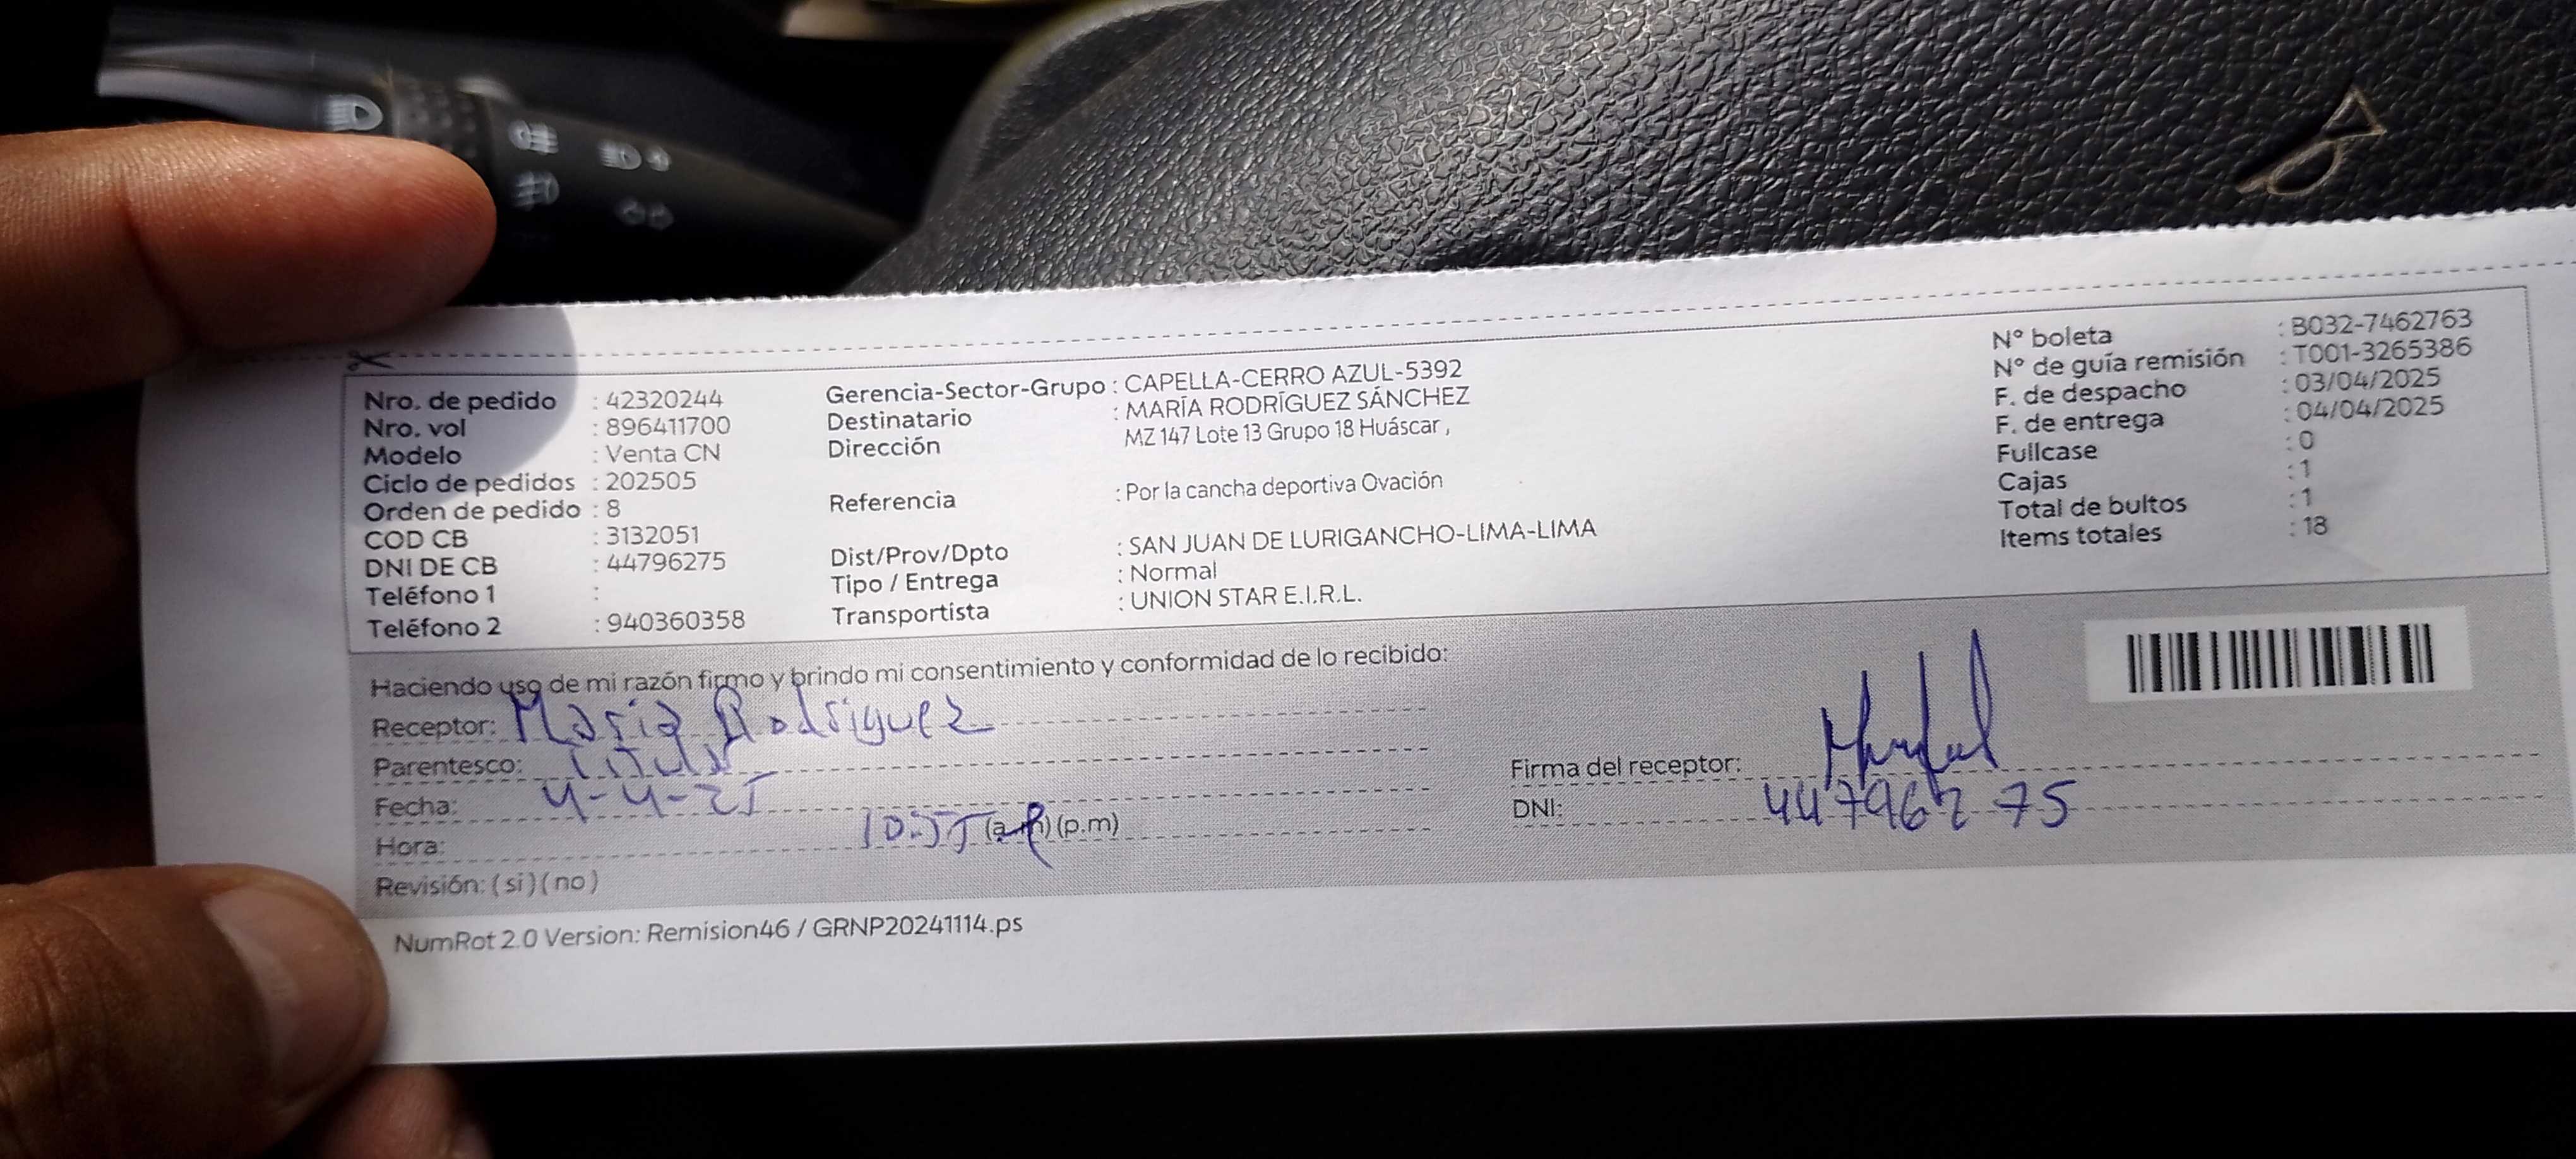 Nro. de pedido : 42320244
Nro. vol : 896411700
Modelo : Venta CN
Ciclo de pedidos : 202505
Orden de pedido : 8
COD CB : 3132051
DNI DE CB : 44796275
Teléfono 1 :
Teléfono 2 : 940360358
Gerencia-Sector-Grupo : CAPELLA-CERRO AZUL-5392
Destinatario : MARÍA RODRÍGUEZ SÁNCHEZ
Dirección MZ 147 Lote 13 Grupo 18 Huáscar ,
Referencia : Por la cancha deportiva Ovación
Dist/Prov/Dpto : SAN JUAN DE LURIGANCHO-LIMA-LIMA
Tipo / Entrega : Normal
Transportista : UNION STAR E.I.R.L.
N° boleta : B032-7462763
N° de guía remisión : T001-3265386
F. de despacho : 03/04/2025
F. de entrega : 04/04/2025
Fullcase : 0
Cajas : 1
Total de bultos : 1
Items totales : 18
Haciendo uso de mi razón firmo y brindo mi consentimiento y conformidad de lo recibido:
Receptor: Maria Rodriguez
Parentesco: titular
Fecha: 4-4-25
Hora: 10:55 (a.m) (p.m)
Revisión: ( si ) ( no )
Firma del receptor:
DNI: 44796275
NumRot 2.0 Version: Remision46 / GRNP20241114.ps